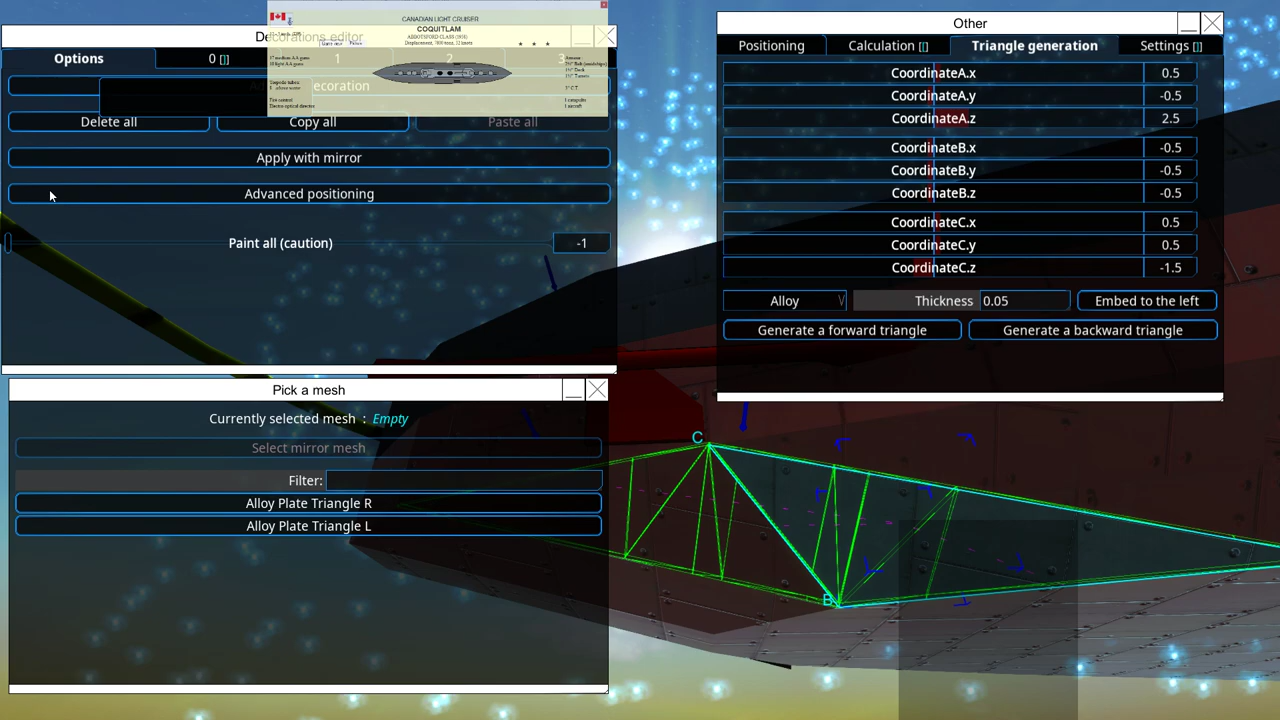 CANADIAN LIGHT CRUISER
COQUITLAM
Decorations editor
Options
0 []
1
2
3
ecoration
Delete all
Copy all
Paste all
Apply with mirror
Advanced positioning
Paint all (caution)
-1
Pick a mesh
Currently selected mesh : Empty
Select mirror mesh
Filter:
Alloy Plate Triangle R
Alloy Plate Triangle L
Other
Positioning
Calculation []
Triangle generation
Settings []
CoordinateA.x 0.5
CoordinateA.y -0.5
CoordinateA.z 2.5
CoordinateB.x -0.5
CoordinateB.y -0.5
CoordinateB.z -0.5
CoordinateC.x 0.5
CoordinateC.y 0.5
CoordinateC.z -1.5
Alloy V
Thickness 0.05
Embed to the left
Generate a forward triangle
Generate a backward triangle
C
B